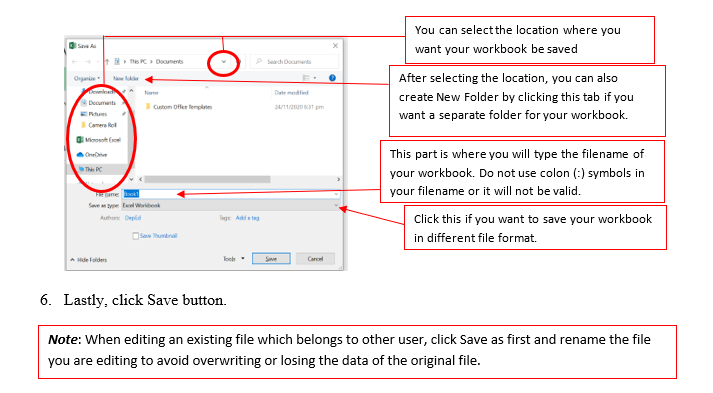 Save As
You can select the location where you
want your workbook be saved
This PC > Documents
Search Documents
Organize
New folder
After selecting the location, you can also
create New Folder by clicking this tab if you
want a separate folder for your workbook.
Downloads
Name
Date modified
Documents
Custom Office Templates
24/11/2020 6:31 pm
Pictures
Camera Roll
Microsoft Excel
OneDrive
This PC
This part is where you will type the filename of
your workbook. Do not use colon (:) symbols in
your filename or it will not be valid.
File name: Book1
Save as type: Excel Workbook
Authors: DepEd
Tags: Add a tag
Click this if you want to save your workbook
in different file format.
Save Thumbnail
Hide Folders
Tools
Save
Cancel
6. Lastly, click Save button.
Note: When editing an existing file which belongs to other user, click Save as first and rename the file
you are editing to avoid overwriting or losing the data of the original file.